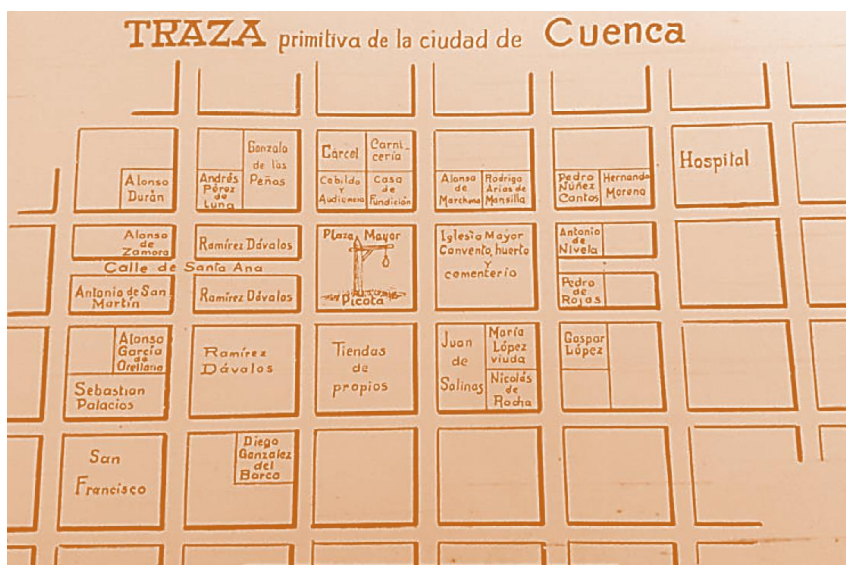 TRAZA primitiva de la ciudad de Cuenca
Alonso
Durán
Andrés
Pérez
de
Luna
Gonzalo
de las
Peñas
Cárcel
Carni_
cería
Cabildo
y
Audiencia
Casa
de
Fundición
Alonso
de
Marchena
Rodrigo
Arias de
Mansilla
Pedro
Núñez
Cantos
Hernando
Moreno
Hospital
Alonso
de
Zamora
Ramírez Dávalos
Plaza Mayor
Picota
Iglesia Mayor
Convento, huerto
y
cementerio
Antonio
de
Nivela
Calle de Santa Ana
Antonio de San
Martín
Ramírez Dávalos
Pedro
de
Rojas
Alonso
García
de
Orellana
Sebastian
Palacios
Ramírez
Dávalos
Tiendas
de
propios
Juan
de
Salinas
María
López
viuda
Nicolás
de
Rocha
Gaspar
López
San
Francisco
Diego
Gonzalez
del
Barco